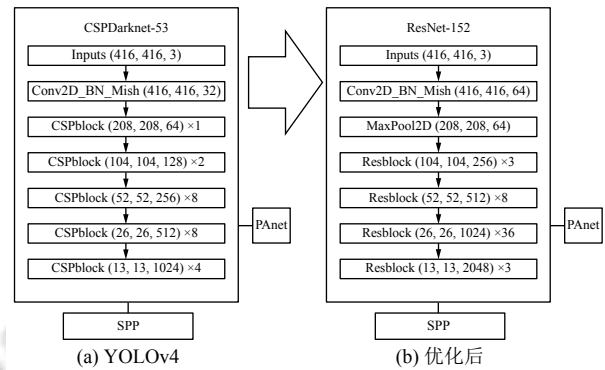 CSPDarknet-53
Inputs (416, 416, 3)
Conv2D_BN_Mish (416, 416, 32)
CSPblock (208, 208, 64) ×1
CSPblock (104, 104, 128) ×2
CSPblock (52, 52, 256) ×8
CSPblock (26, 26, 512) ×8
CSPblock (13, 13, 1024) ×4
PAnet
SPP
(a) YOLOv4
ResNet-152
Inputs (416, 416, 3)
Conv2D_BN_Mish (416, 416, 64)
MaxPool2D (208, 208, 64)
Resblock (104, 104, 256) ×3
Resblock (52, 52, 512) ×8
Resblock (26, 26, 1024) ×36
Resblock (13, 13, 2048) ×3
PAnet
SPP
(b) 优化后